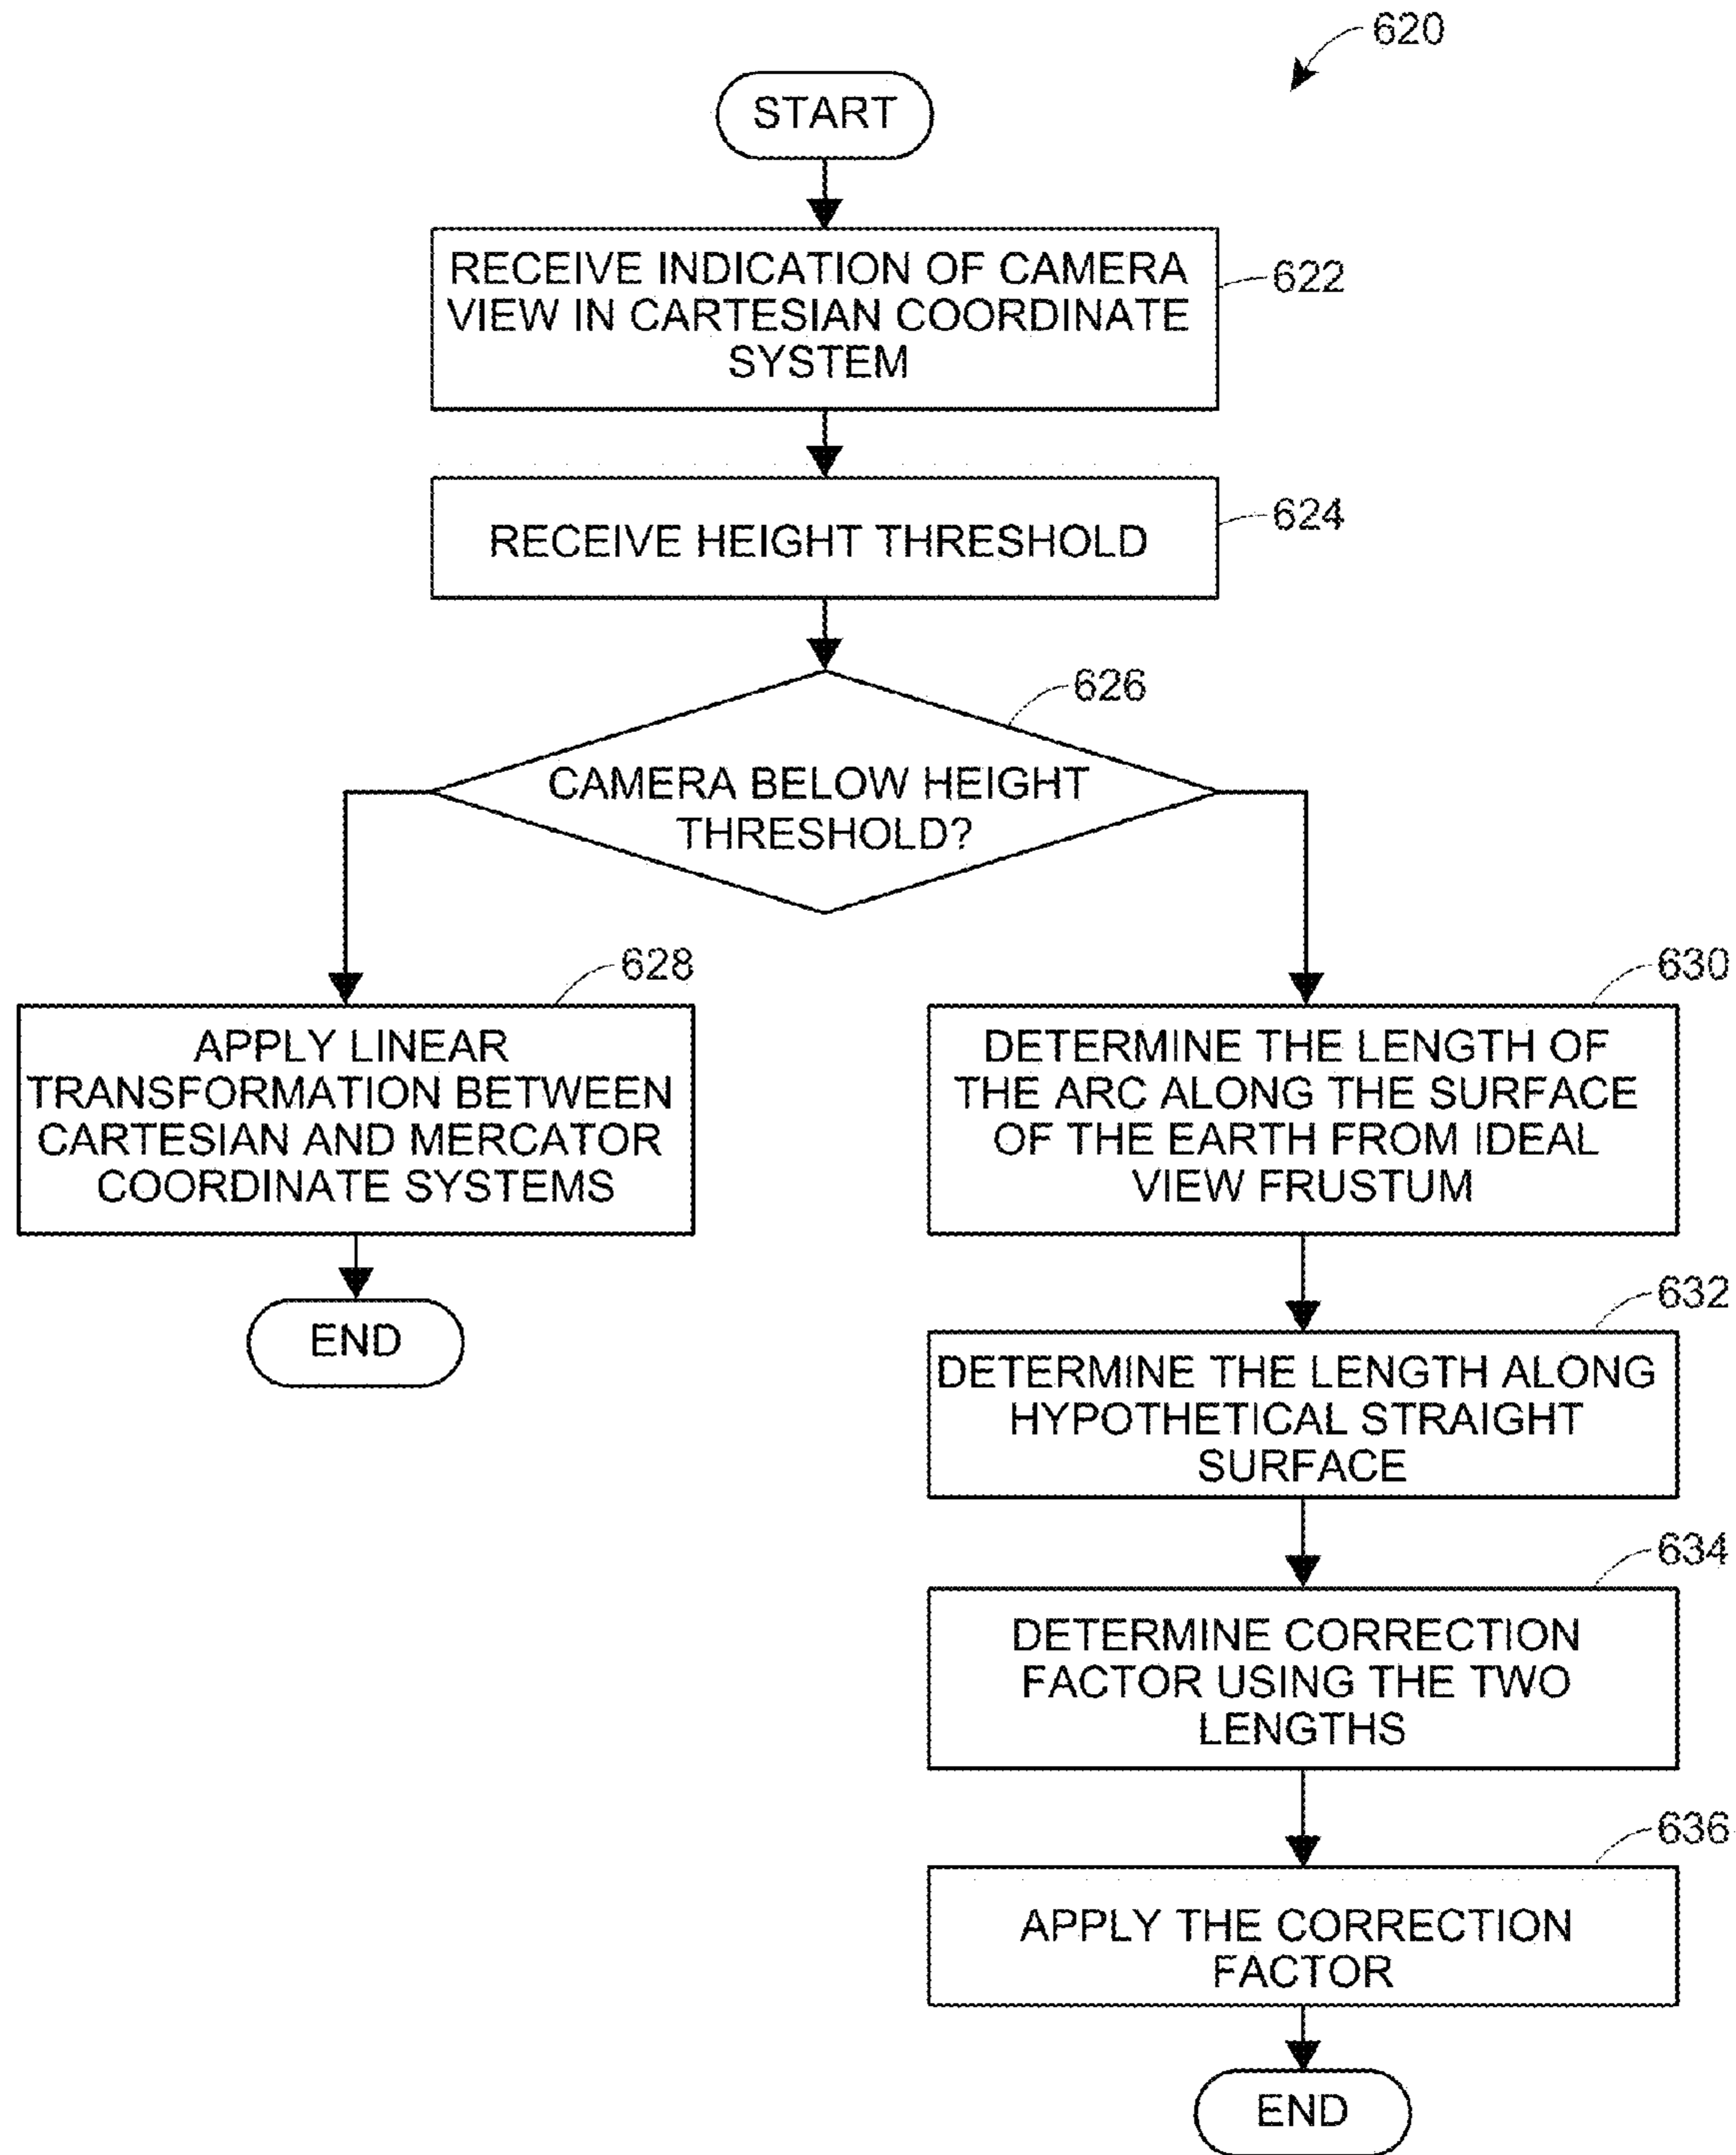 620
START
RECEIVE INDICATION OF CAMERA
VIEW IN CARTESIAN COORDINATE
SYSTEM
622
RECEIVE HEIGHT THRESHOLD
624
626
CAMERA BELOW HEIGHT
THRESHOLD?
628
APPLY LINEAR
TRANSFORMATION BETWEEN
CARTESIAN AND MERCATOR
COORDINATE SYSTEMS
END
630
DETERMINE THE LENGTH OF
THE ARC ALONG THE SURFACE
OF THE EARTH FROM IDEAL
VIEW FRUSTUM
632
DETERMINE THE LENGTH ALONG
HYPOTHETICAL STRAIGHT
SURFACE
634
DETERMINE CORRECTION
FACTOR USING THE TWO
LENGTHS
636
APPLY THE CORRECTION
FACTOR
END